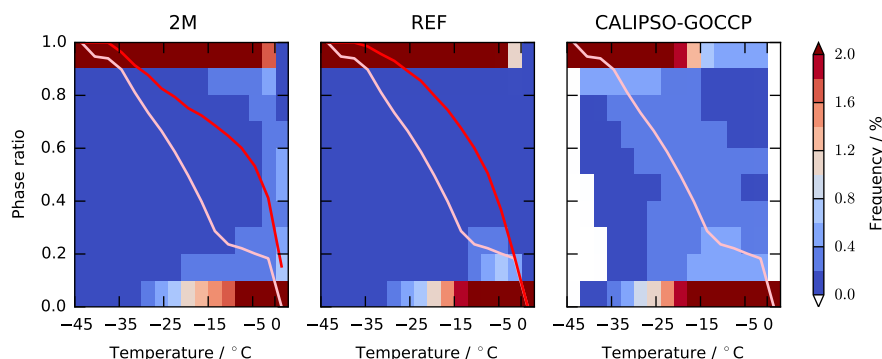 2M REF CALIPSO-GOCCP
1.0 0.8 0.6 0.4 0.2 0.0
Phase ratio
−45 −35 −25 −15 −5 0
−45 −35 −25 −15 −5 0
−45 −35 −25 −15 −5 0
Temperature / °C Temperature / °C Temperature / °C
2.0 1.6 1.2 0.8 0.4 0.0
Frequency / %